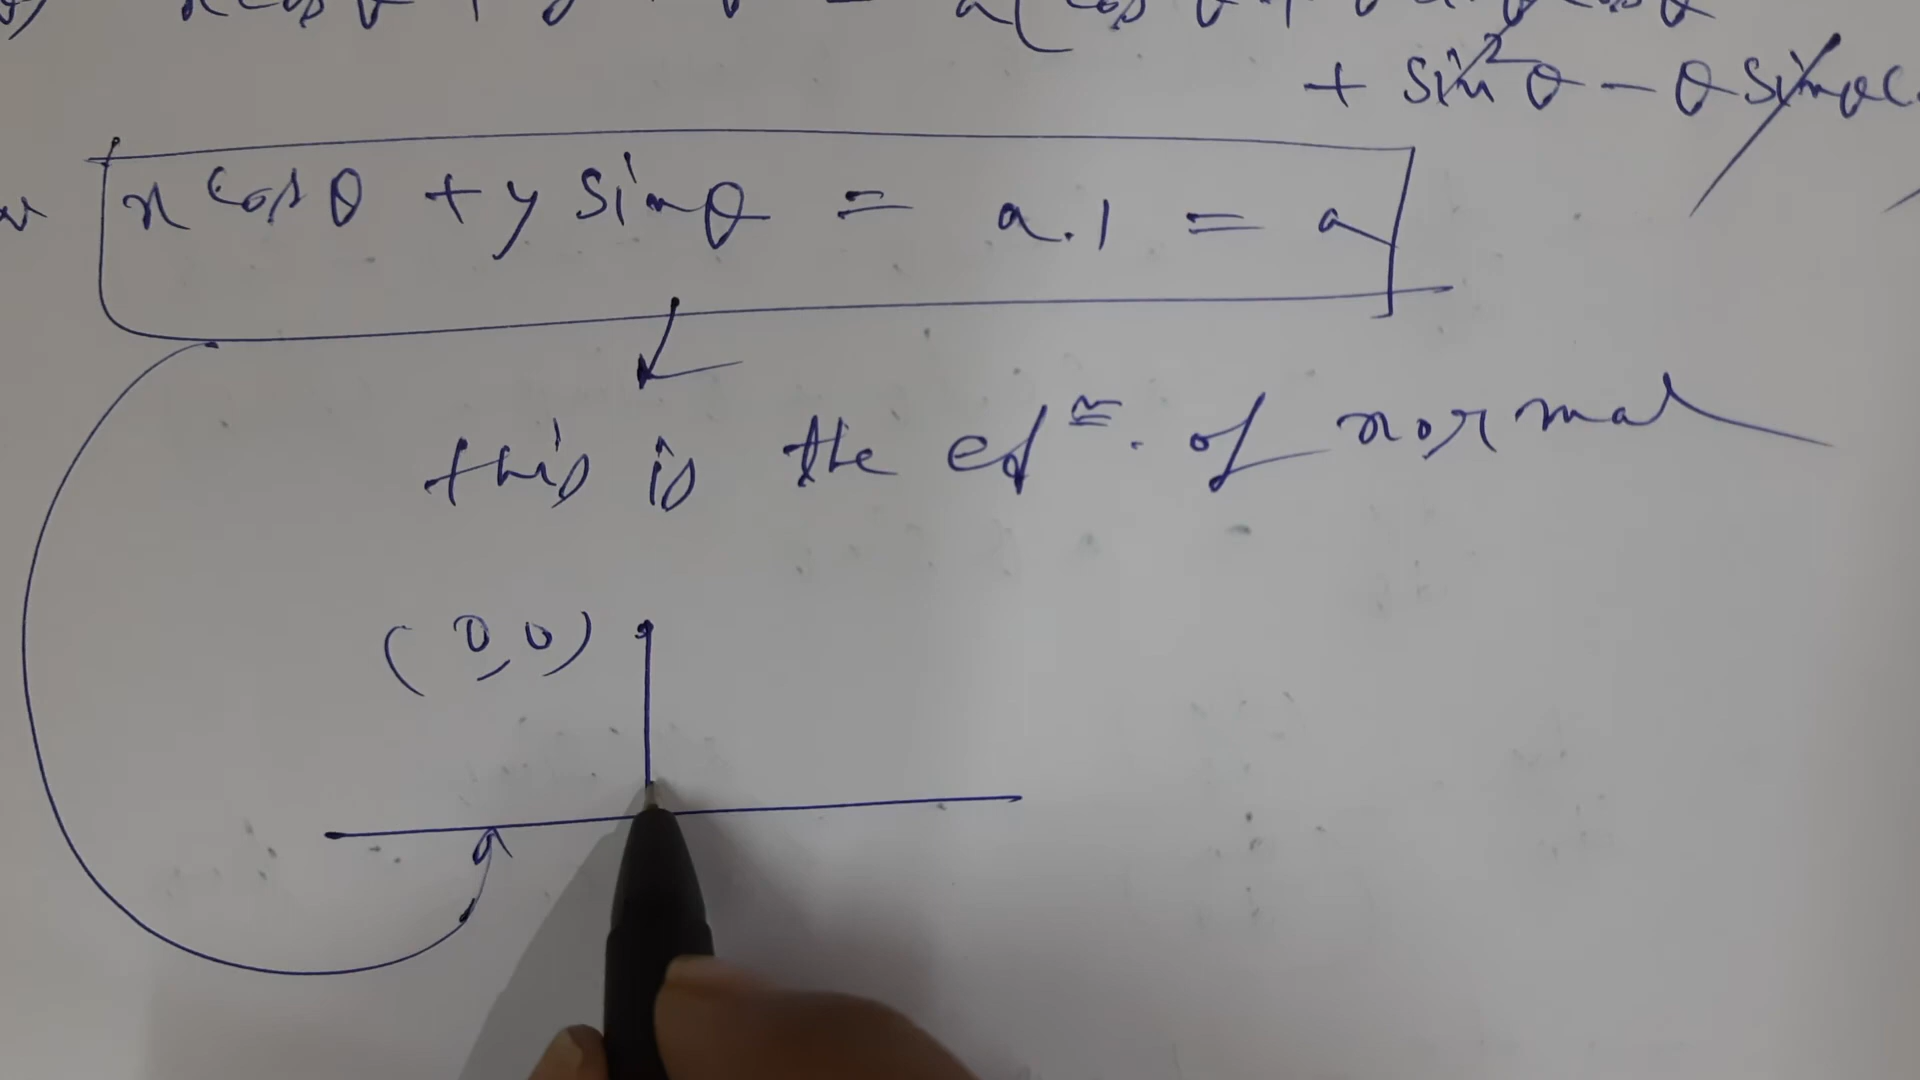 + sin²θ - θ sinθ c
x cosθ + y sinθ = a.1 = a
this is the eqn. of normal
(0,0)